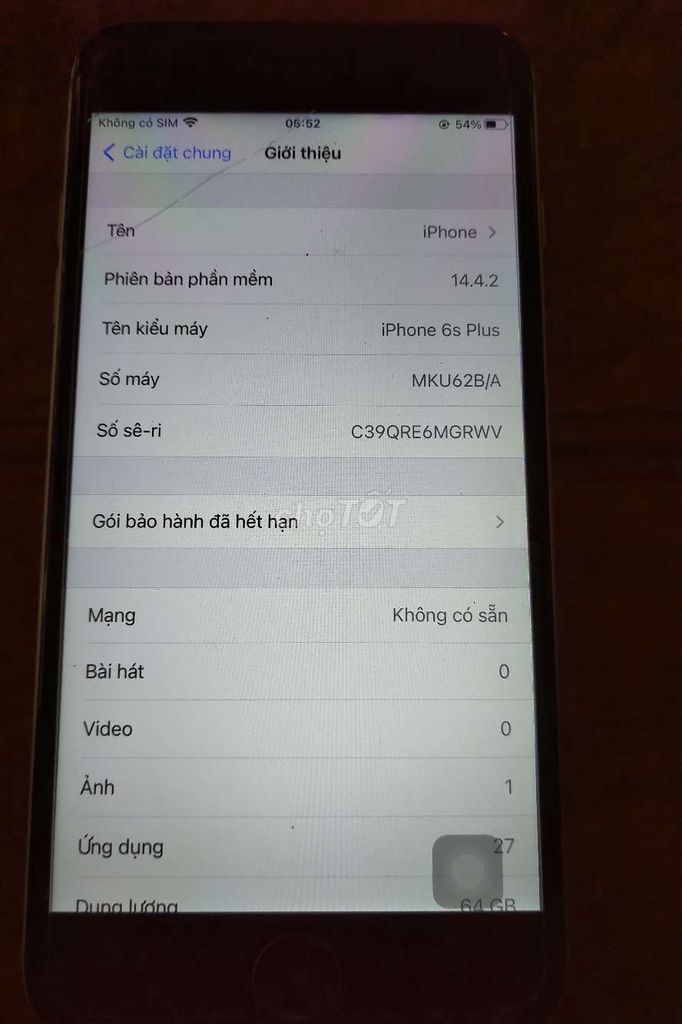 Không có SIM 05:52 54%
Cài đặt chung Giới thiệu
Tên iPhone
Phiên bản phần mềm 14.4.2
Tên kiểu máy iPhone 6s Plus
Số máy MKU62B/A
Số sê-ri C39QRE6MGRWV
chợTỐT
Gói bảo hành đã hết hạn
Mạng Không có sẵn
Bài hát 0
Video 0
Ảnh 1
Ứng dụng 27
Dung lượng 64 GB